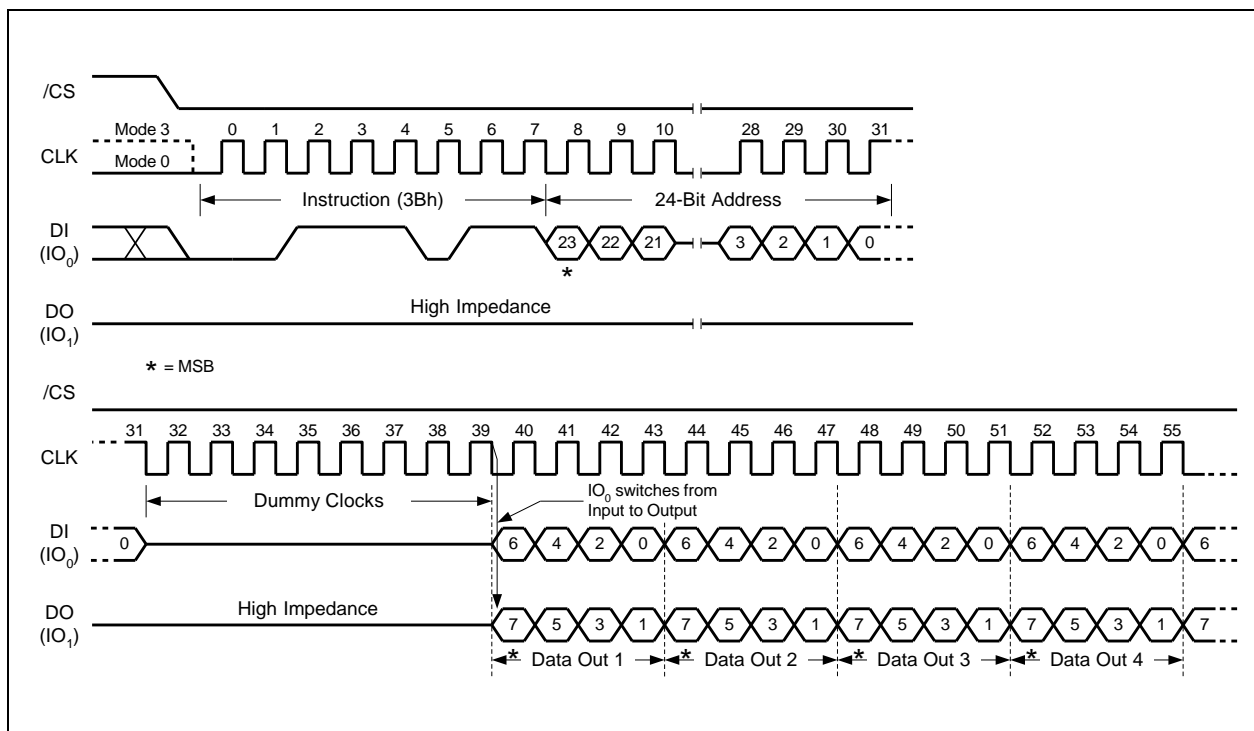 /CS
Mode 3
0 1 2 3 4 5 6 7 8 9 10 28 29 30 31
CLK
Mode 0
Instruction (3Bh) 24-Bit Address
DI
(IO₀)
23 22 21 3 2 1 0
*
High Impedance
DO
(IO₁)
* = MSB
/CS
31 32 33 34 35 36 37 38 39 40 41 42 43 44 45 46 47 48 49 50 51 52 53 54 55
CLK
Dummy Clocks
IO₀ switches from
Input to Output
DI
(IO₀)
0 6 4 2 0 6 4 2 0 6 4 2 0 6 4 2 0 6
High Impedance
DO
(IO₁)
7 5 3 1 7 5 3 1 7 5 3 1 7 5 3 1 7
* Data Out 1 * Data Out 2 * Data Out 3 * Data Out 4